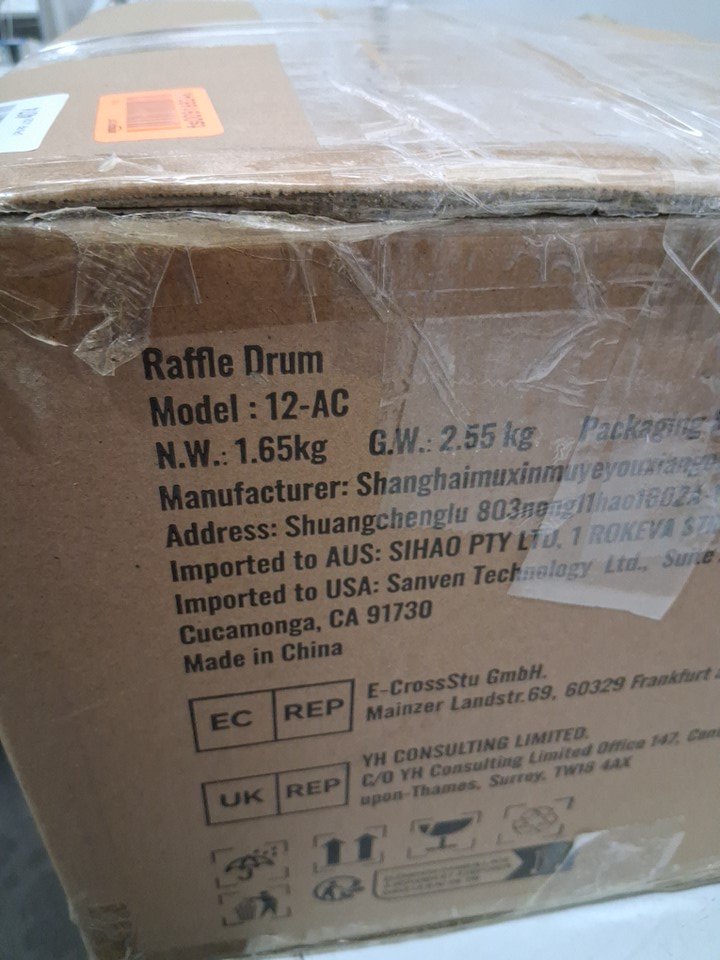 Raffle Drum
Model : 12-AC
N.W.: 1.65kg G.W.: 2.55 kg Packaging
Manufacturer: Shanghaimuxinmuyeyouxiango
Address: Shuangchenglu 803nongl1hao1602A
Imported to AUS: SIHAO PTY LTD, 1 ROKEVA
Imported to USA: Sanven Technology Ltd., Suite
Cucamonga, CA 91730
Made in China
EC REP
E-CrossStu GmbH.
Mainzer Landstr.69, 60329 Frankfurt
UK REP
YH CONSULTING LIMITED.
C/O YH Consulting Limited Office 147, Cen
upon-Thames, Surrey, TW18 4AX